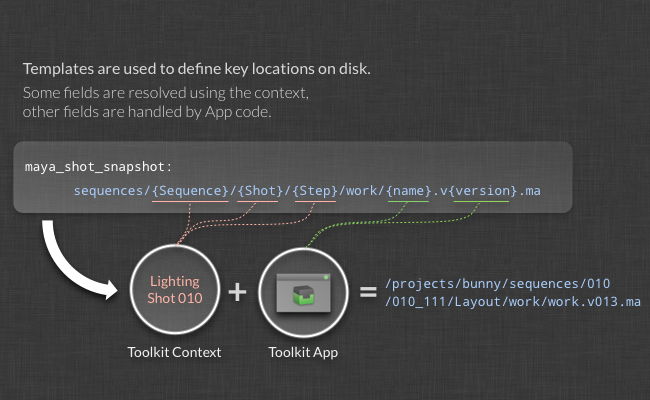 Templates are used to define key locations on disk.
Some fields are resolved using the context,
other fields are handled by App code.
maya_shot_snapshot:
sequences/{Sequence}/{Shot}/{Step}/work/{name}.v{version}.ma
Lighting
Shot 010
+
=
/projects/bunny/sequences/010
/010_111/Layout/work/work.v013.ma
Toolkit Context
Toolkit App